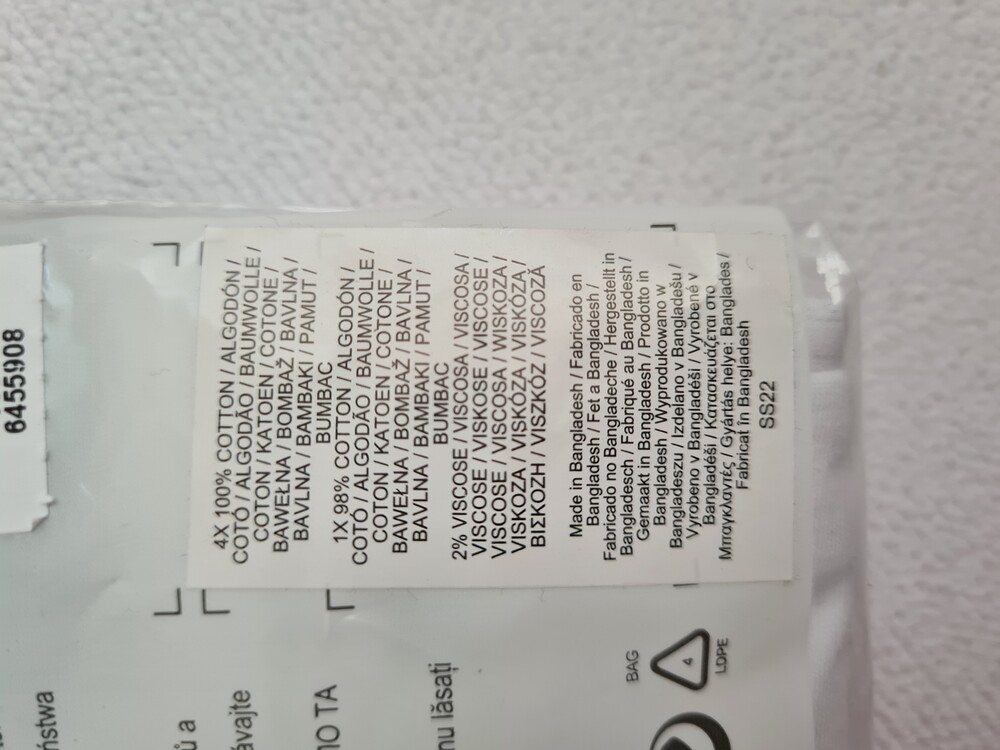 6455908
4X 100% COTTON / ALGODÓN /
COTÓ / ALGODÃO / BAUMWOLLE /
COTON / KATOEN / COTONE /
BAWEŁNA / BOMBAŽ / BAVLNA /
BAVLNA / BAMBAKI / PAMUT /
BUMBAC
1X 98% COTTON / ALGODÓN /
COTÓ / ALGODÃO / BAUMWOLLE /
COTON / KATOEN / COTONE /
BAWEŁNA / BOMBAŽ / BAVLNA /
BAVLNA / BAMBAKI / PAMUT /
BUMBAC
2% VISCOSE / VISCOSA / VISCOSA /
VISCOSE / VISKOSE / VISCOSE /
VISCOSE / VISCOSA / WISKOZA /
VISKOZA / VISKÓZA / VISKÓZA /
ΒΙΣΚΟΖΗ / VISZKÓZ / VISCOZĂ
Made in Bangladesh / Fabricado en
Bangladesh / Fet a Bangladesh /
Fabricado no Bangladeche / Hergestellt in
Bangladesch / Fabriqué au Bangladesh /
Gemaakt in Bangladesh / Prodotto in
Bangladesh / Wyprodukowano w
Bangladeszu / Izdelano v Bangladešu /
Vyrobeno v Bangladéši / Vyrobené v
Bangladéši / Κατασκευάζεται στο
Μπαγκλαντές / Gyártás helye: Banglades /
Fabricat în Bangladesh
SS22
ństwa
ů a
ávajte
ΜΟ ΤΑ
nu lăsați
BAG
4
LDPE